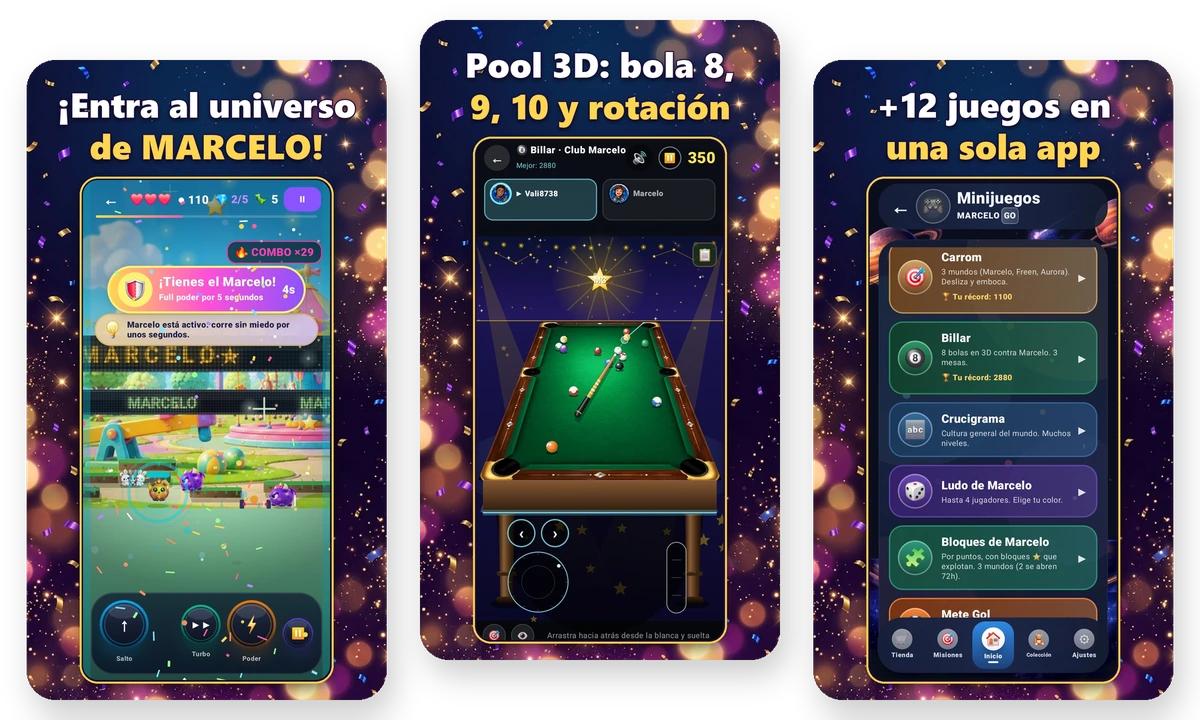 ¡Entra al universo
de MARCELO!
110
2/5
5
COMBO ×29
¡Tienes el Marcelo!
Full poder por 5 segundos
4s
Marcelo está activo: corre sin miedo por
unos segundos.
MARCELO
MARCELO
MAR
Salto
Turbo
Poder
Pool 3D: bola 8,
9, 10 y rotación
Billar · Club Marcelo
Mejor: 2880
350
Vali8738
Marcelo
Arrastra hacia atrás desde la blanca y suelta
+12 juegos en
una sola app
Minijuegos
MARCELO GO
Carrom
3 mundos (Marcelo, Freen, Aurora).
Desliza y emboca.
Tu récord: 1100
Billar
8 bolas en 3D contra Marcelo. 3
mesas.
Tu récord: 2880
abc
Crucigrama
Cultura general del mundo. Muchos
niveles.
Ludo de Marcelo
Hasta 4 jugadores. Elige tu color.
Bloques de Marcelo
Por puntos, con bloques ⭐ que
explotan. 3 mundos (2 se abren
72h).
Mete Gol
Tienda
Misiones
Inicio
Colección
Ajustes